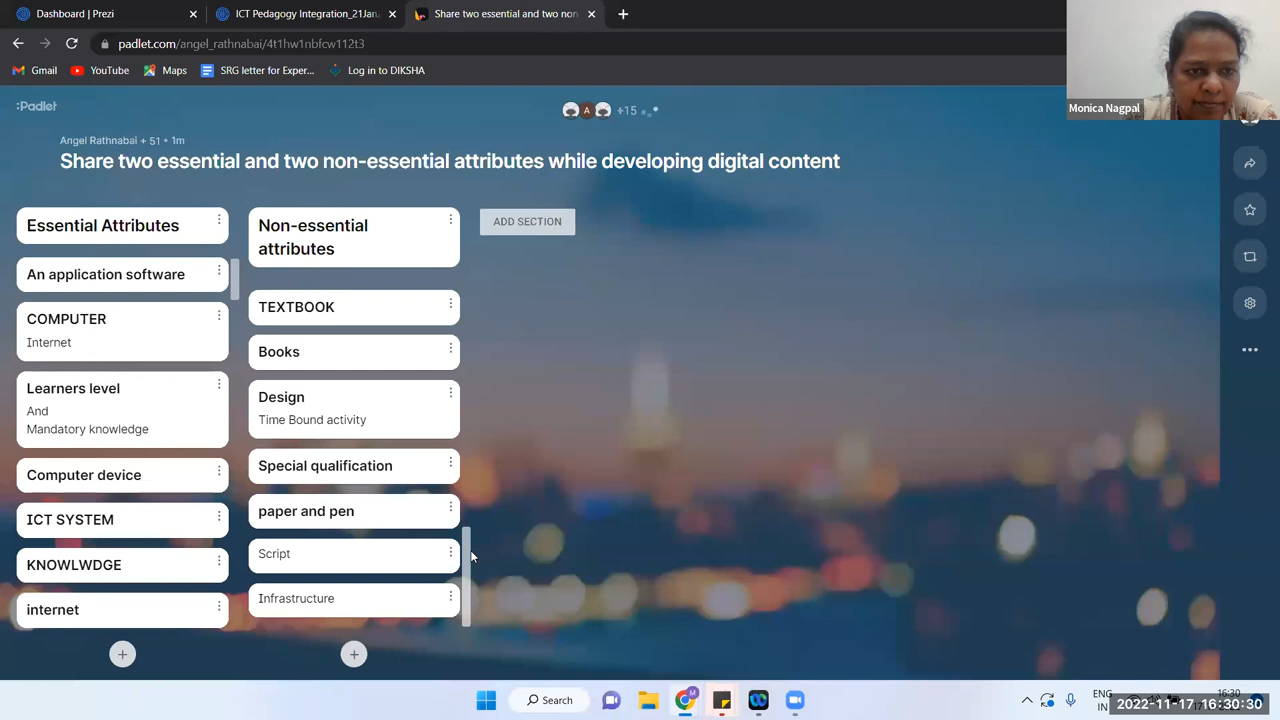 Dashboard | Prezi
ICT Pedagogy Integration_21Jan
Share two essential and two non
padlet.com/angel_rathnabai/4t1hw1nbfcw112t3
Gmail
YouTube
Maps
SRG letter for Exper...
Log in to DIKSHA
Monica Nagpal
:Padlet
A
+15
Angel Rathnabai + 51 • 1m
Share two essential and two non-essential attributes while developing digital content
Essential Attributes
An application software
COMPUTER
Internet
Learners level
And
Mandatory knowledge
Computer device
ICT SYSTEM
KNOWLWDGE
internet
Non-essential
attributes
TEXTBOOK
Books
Design
Time Bound activity
Special qualification
paper and pen
Script
Infrastructure
ADD SECTION
Search
ENG
IN
16:30
2022-11-17 16:30:30